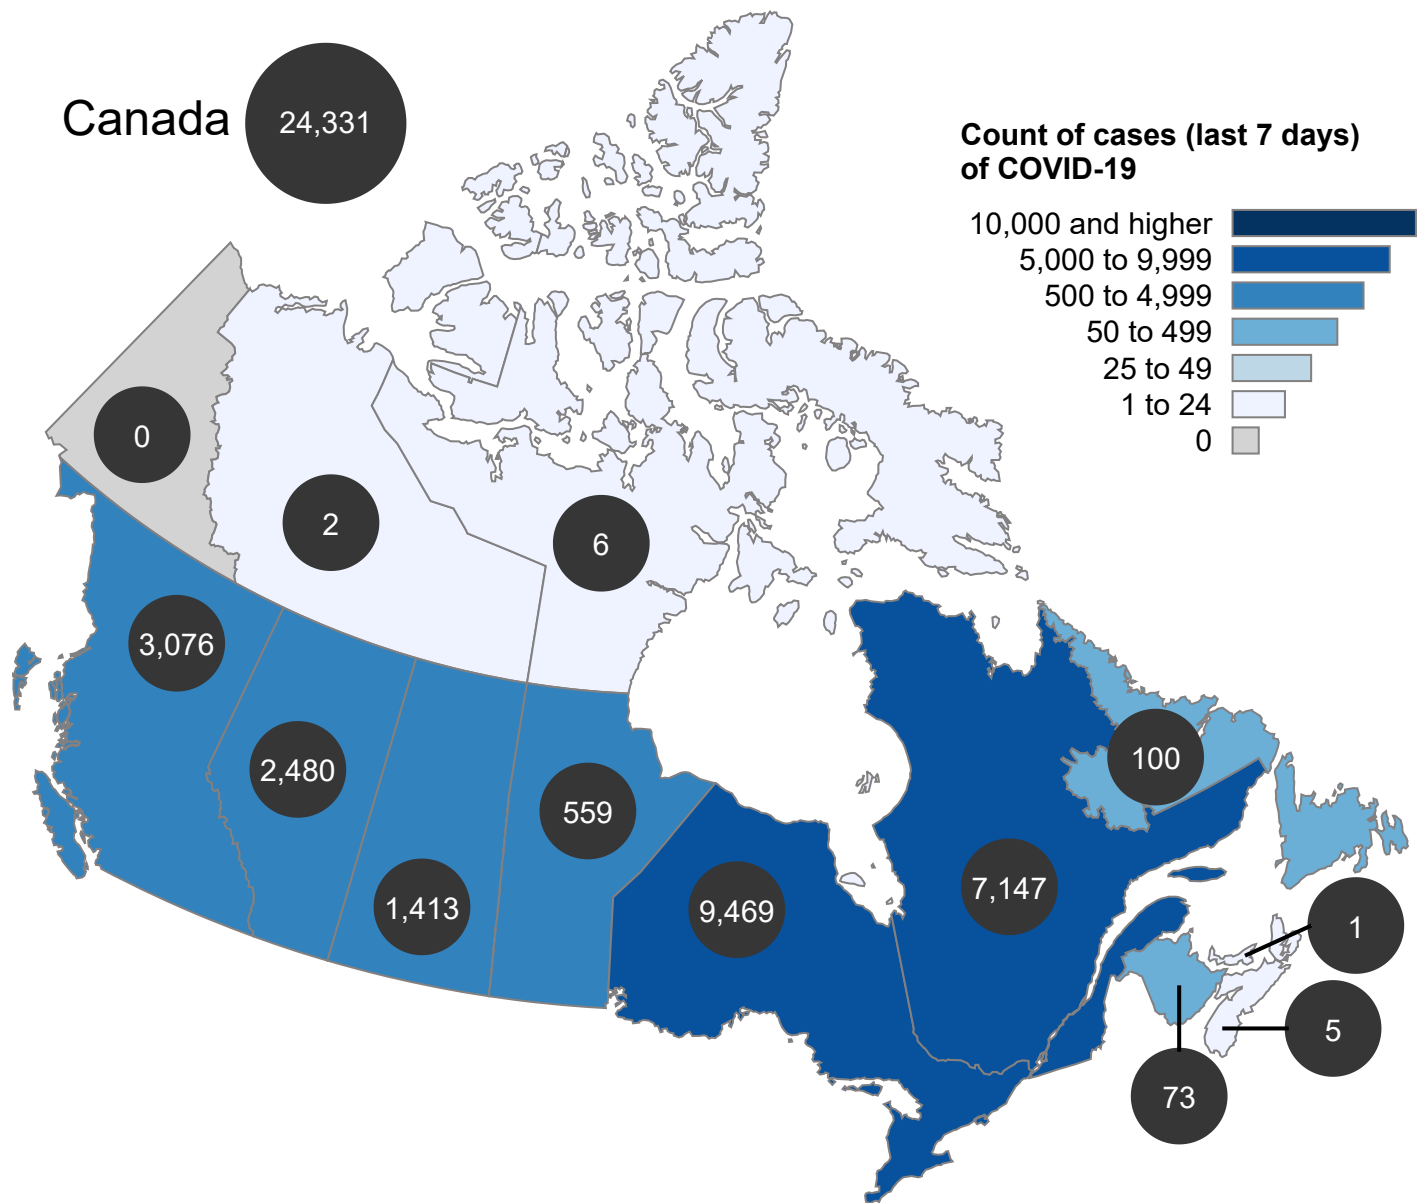 Canada
24,331
Count of cases (last 7 days)
of COVID-19
10,000 and higher
5,000 to 9,999
500 to 4,999
50 to 499
25 to 49
1 to 24
0
0
2
6
3,076
2,480
1,413
559
9,469
7,147
100
1
5
73